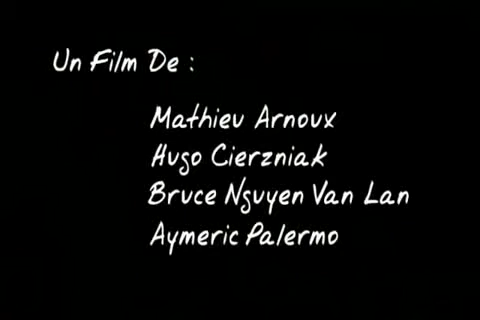 Un Film De :
Mathieu Arnoux
Hugo Cierzniak
Bruce Nguyen Van Lan
Aymeric Palermo